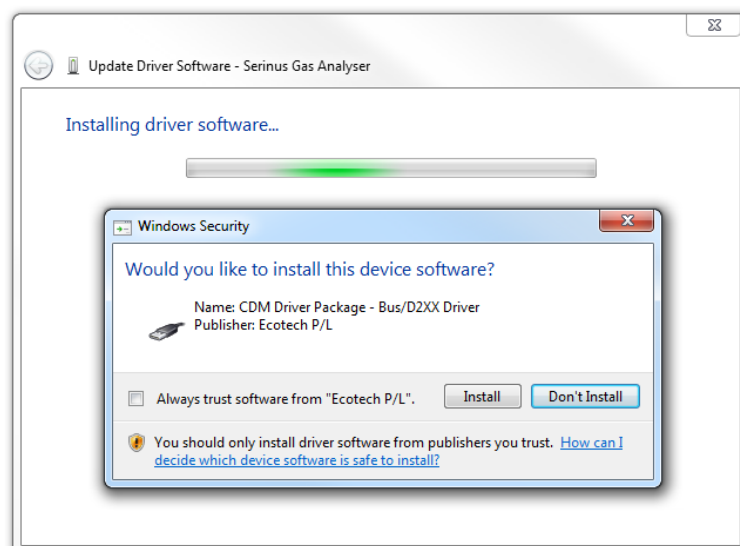 Update Driver Software - Serinus Gas Analyser
Installing driver software...
Windows Security
Would you like to install this device software?
Name: CDM Driver Package - Bus/D2XX Driver
Publisher: Ecotech P/L
Always trust software from "Ecotech P/L".
Install
Don't Install
You should only install driver software from publishers you trust. How can I
decide which device software is safe to install?